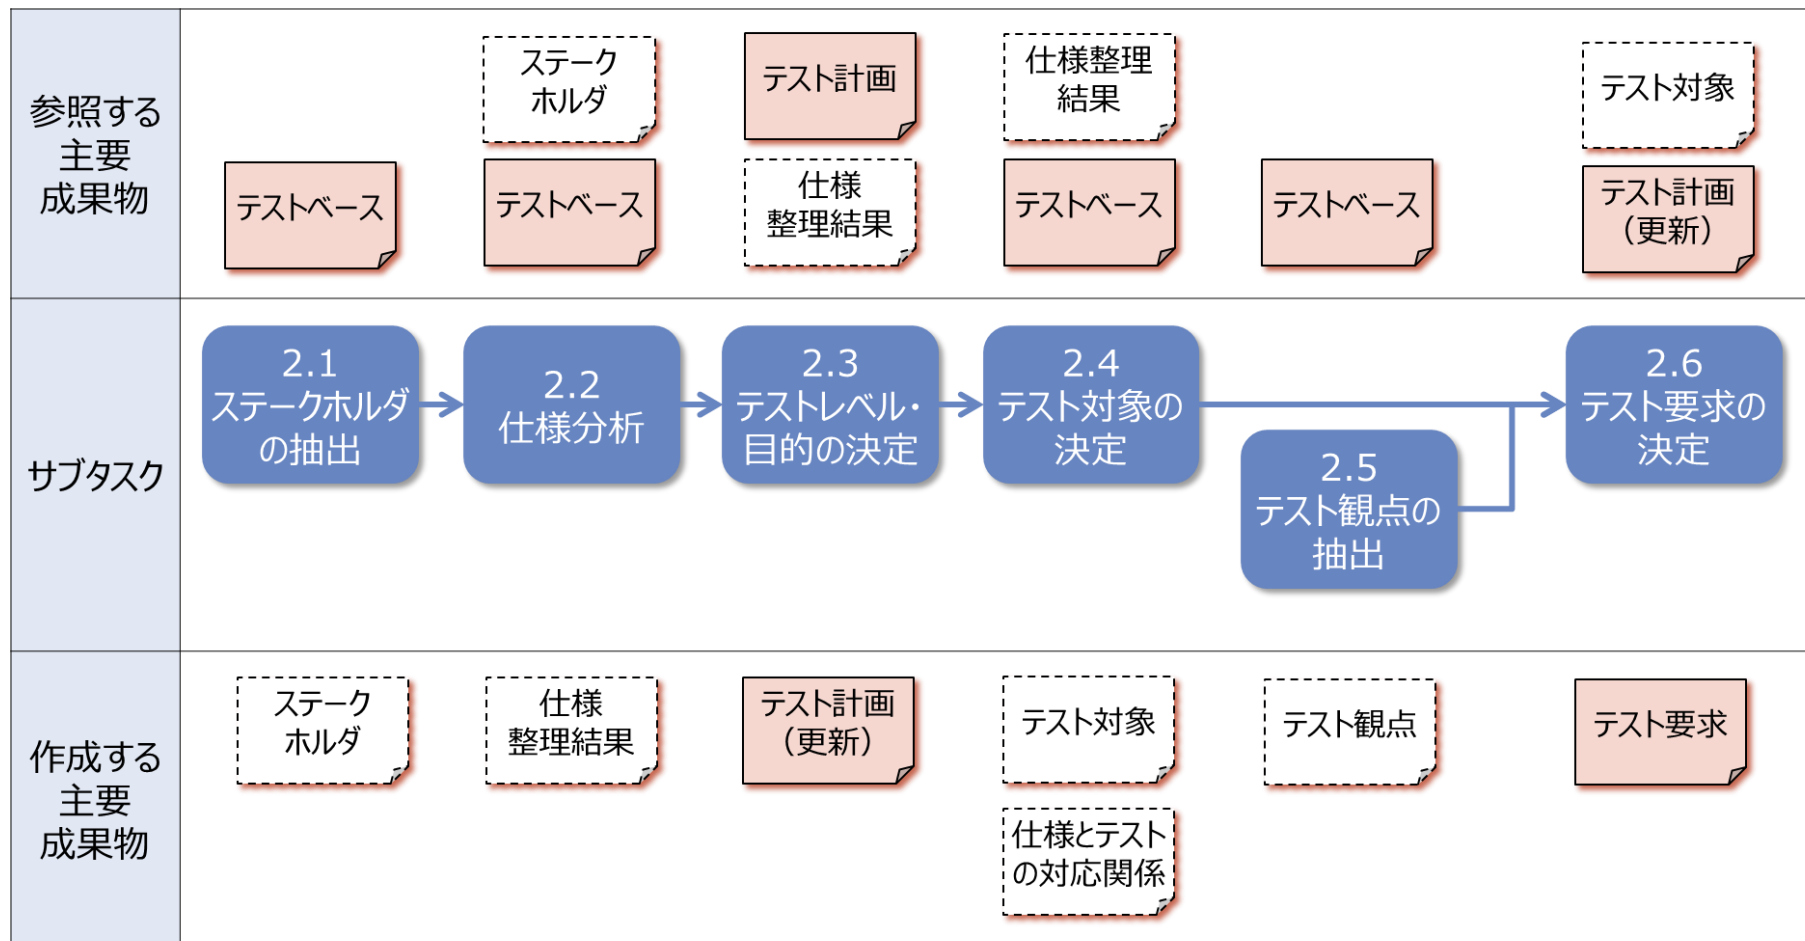 参照する
主要
成果物
ステーク
ホルダ
テスト計画
仕様整理
結果
テスト対象
テストベース
テストベース
仕様
整理結果
テストベース
テストベース
テスト計画
（更新）
サブタスク
2.1
ステークホルダ
の抽出
2.2
仕様分析
2.3
テストレベル・
目的の決定
2.4
テスト対象の
決定
2.5
テスト観点の
抽出
2.6
テスト要求の
決定
作成する
主要
成果物
ステーク
ホルダ
仕様
整理結果
テスト計画
（更新）
テスト対象
テスト観点
テスト要求
仕様とテスト
の対応関係